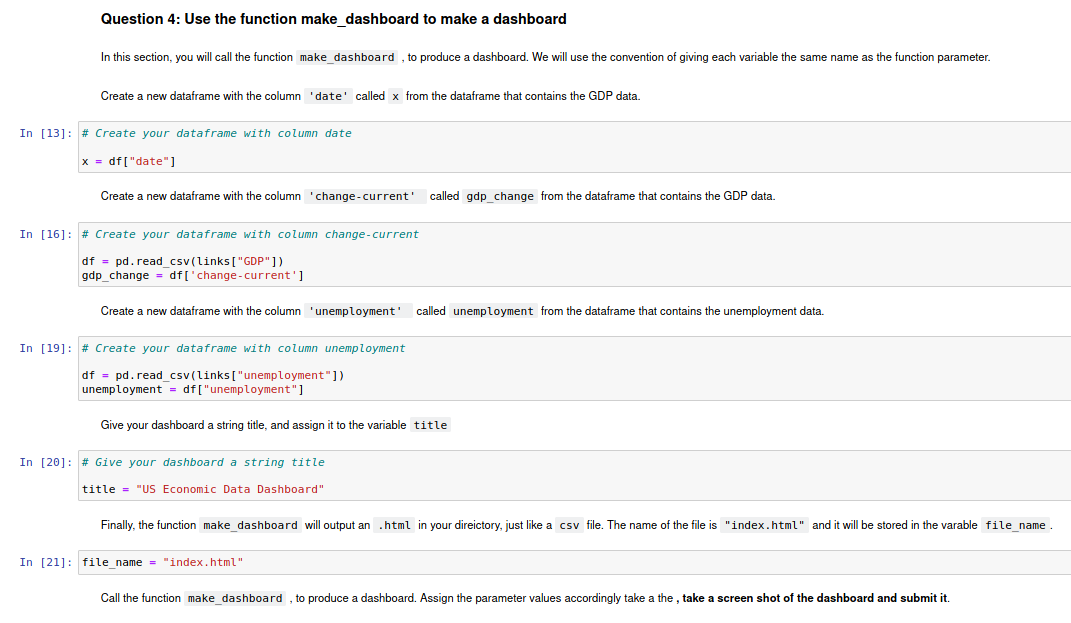 Question 4: Use the function make_dashboard to make a dashboard
In this section, you will call the function make_dashboard , to produce a dashboard. We will use the convention of giving each variable the same name as the function parameter.
Create a new dataframe with the column 'date' called x from the dataframe that contains the GDP data.
In [13]: # Create your dataframe with column date
x = df["date"]
Create a new dataframe with the column 'change-current' called gdp_change from the dataframe that contains the GDP data.
In [16]: # Create your dataframe with column change-current
df = pd.read_csv(links["GDP"])
gdp_change = df['change-current']
Create a new dataframe with the column 'unemployment' called unemployment from the dataframe that contains the unemployment data.
In [19]: # Create your dataframe with column unemployment
df = pd.read_csv(links["unemployment"])
unemployment = df["unemployment"]
Give your dashboard a string title, and assign it to the variable title
In [20]: # Give your dashboard a string title
title = "US Economic Data Dashboard"
Finally, the function make_dashboard will output an .html in your direictory, just like a csv file. The name of the file is "index.html" and it will be stored in the varable file_name .
In [21]: file_name = "index.html"
Call the function make_dashboard , to produce a dashboard. Assign the parameter values accordingly take a the , take a screen shot of the dashboard and submit it.